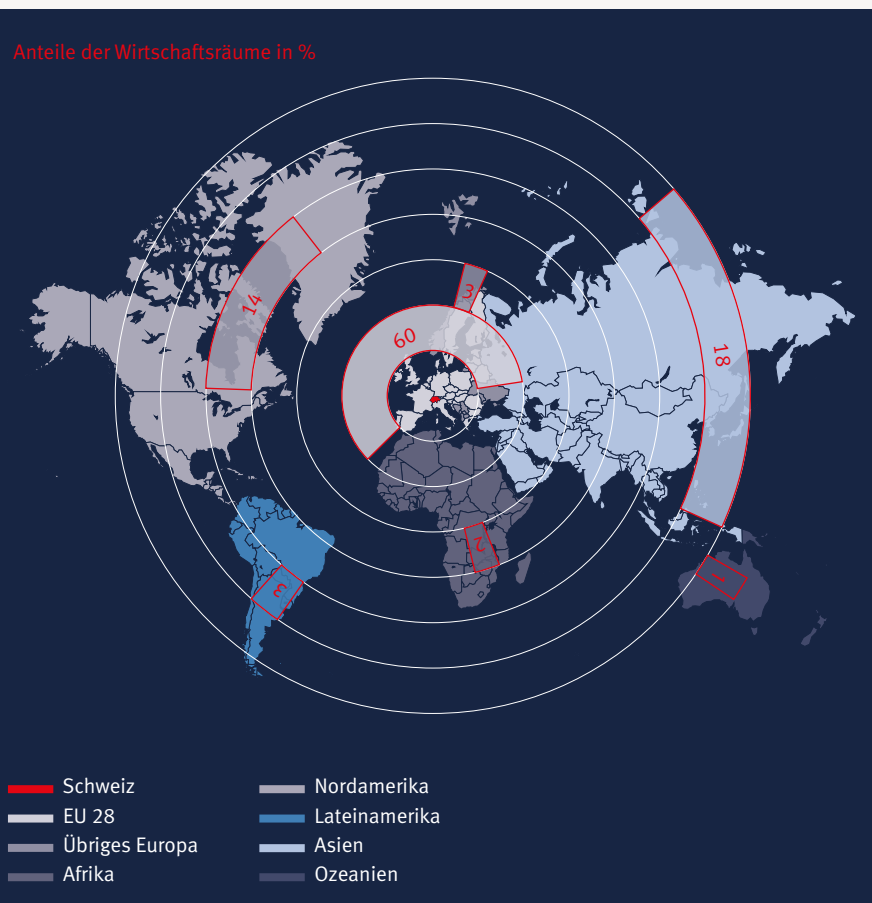 Anteile der Wirtschaftsräume in %
14
3
60
18
2
3
1
Schweiz
EU 28
Übriges Europa
Afrika
Nordamerika
Lateinamerika
Asien
Ozeanien